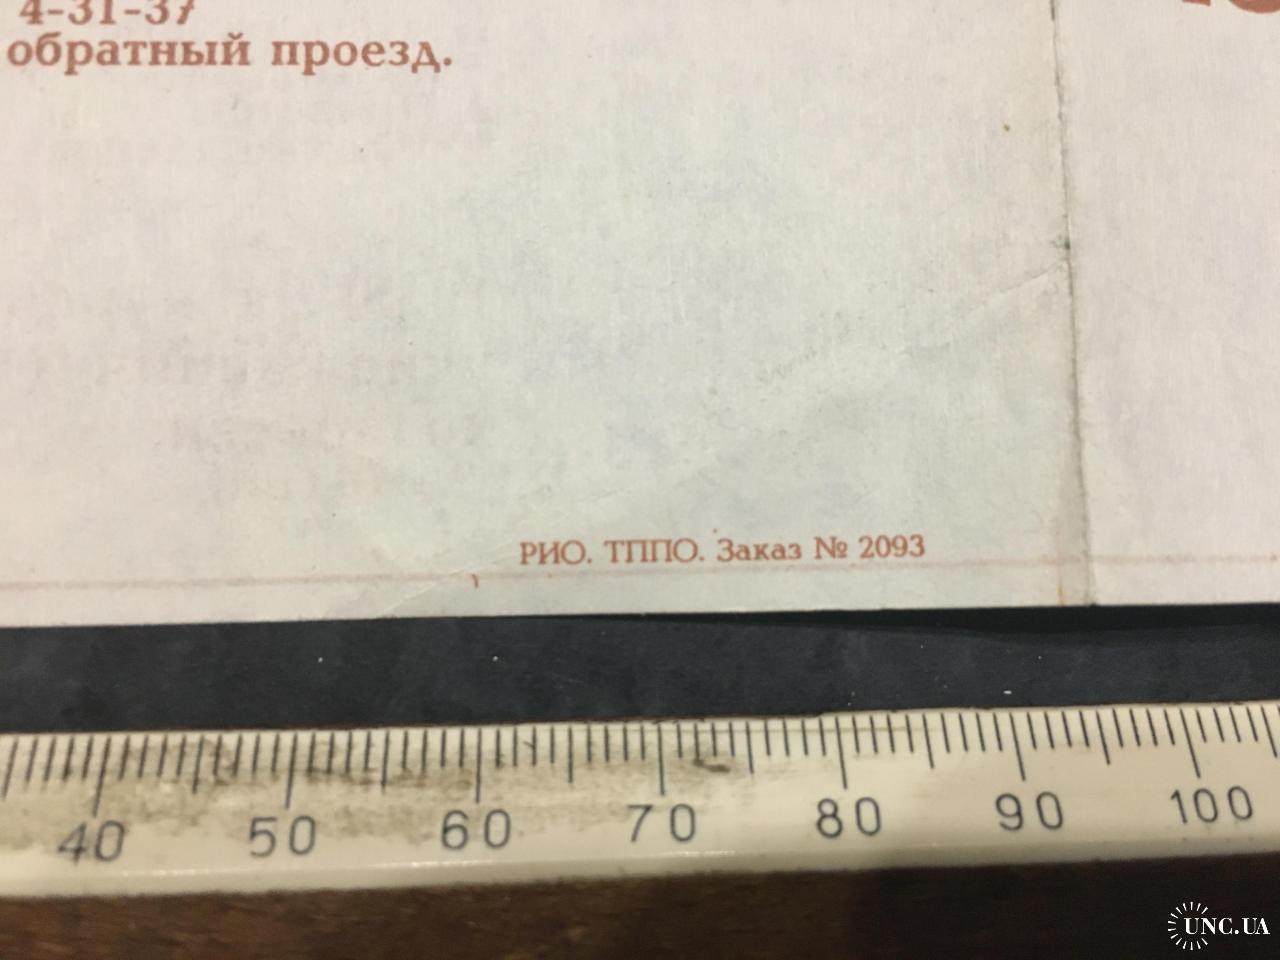 4-31-37
обратный проезд.
РИО. ТППО. Заказ № 2093
40 50 60 70 80 90 100
UNC.UA